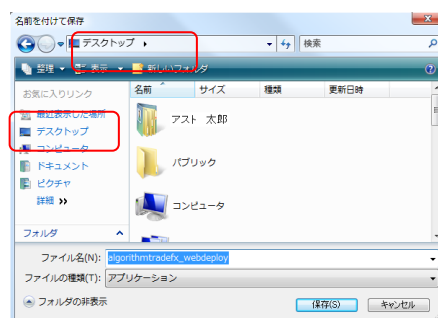 名前を付けて保存
デスクトップ
検索
整理 表示 新しいフォルダ
お気に入りリンク
名前 サイズ 種類 更新日時
最近表示した場所
デスクトップ
コンピュータ
ドキュメント
ピクチャ
詳細 >>
アスト 太郎
パブリック
コンピュータ
フォルダ
ファイル名(N): algorithmtradefx_webdeploy
ファイルの種類(T): アプリケーション
フォルダの非表示
保存(S) キャンセル